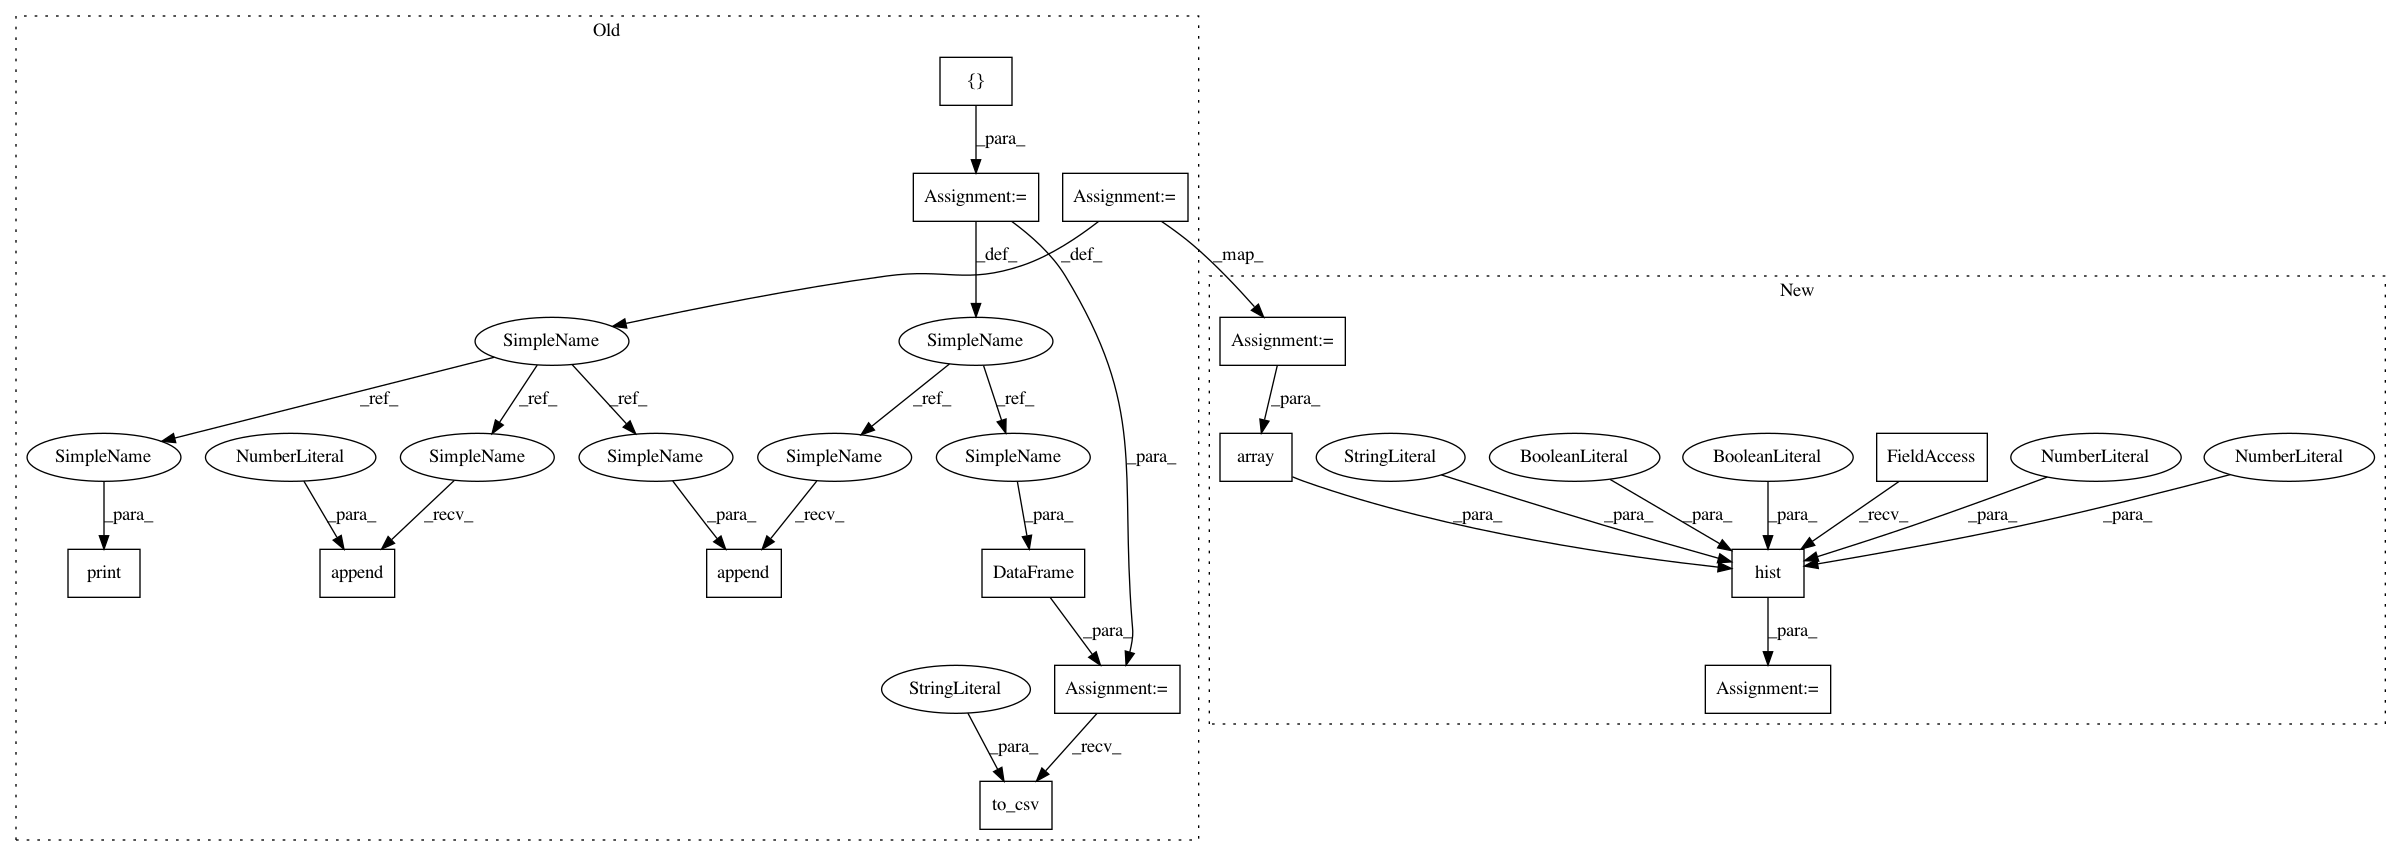 Old
{}
_para_
Assignment:=
Assignment:=
_def_
_def_
_map_
New
SimpleName
SimpleName
Assignment:=
_ref_
_ref_
_ref_
_ref_
_ref_
_para_
SimpleName
NumberLiteral
SimpleName
SimpleName
SimpleName
SimpleName
_para_
array
StringLiteral
BooleanLiteral
BooleanLiteral
FieldAccess
NumberLiteral
NumberLiteral
_para_
_para_
_recv_
_para_
_recv_
_para_
_para_
_para_
_para_
_para_
_recv_
_para_
_para_
print
append
append
DataFrame
hist
_para_
_para_
StringLiteral
Assignment:=
Assignment:=
_para_
_recv_
to_csv